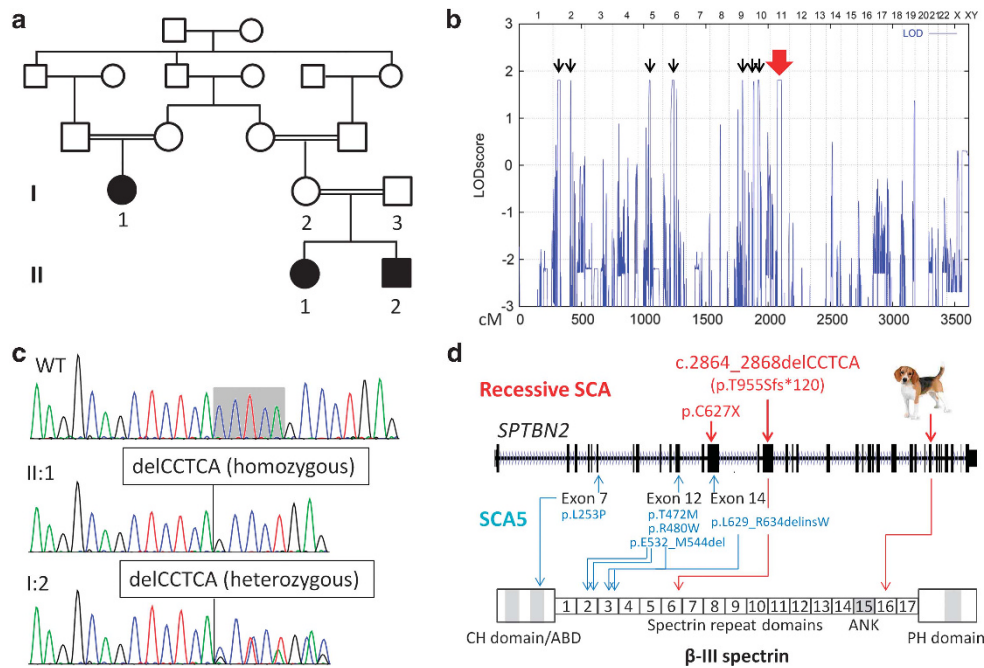 a
I
1
2
3
II
1
2
b
1 2 3 4 5 6 7 8 9 10 11 12 13 14 15 16 17 18 19 20 21 22 X XY
LOD
LODscore
3
2
1
0
-1
-2
-3
cM
0 500 1000 1500 2000 2500 3000 3500
c
WT
II:1
delCCTCA (homozygous)
I:2
delCCTCA (heterozygous)
d
c.2864_2868delCCTCA
Recessive SCA
(p.T955Sfs*120)
p.C627X
SPTBN2
SCA5
Exon 7
p.L253P
Exon 12
p.T472M
p.R480W
p.E532_M544del
Exon 14
p.L629_R634delinsW
1 2 3 4 5 6 7 8 9 10 11 12 13 14 15 16 17
CH domain/ABD
Spectrin repeat domains
ANK
PH domain
β-III spectrin